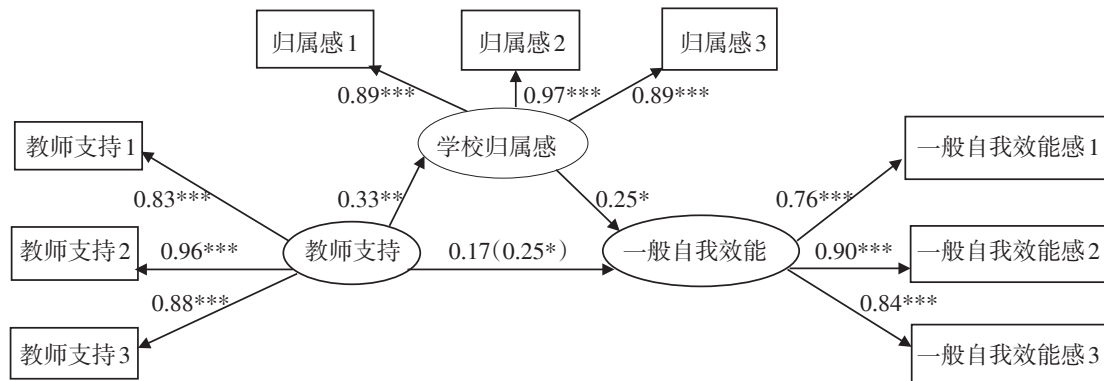 归属感1
归属感2
归属感3
0.89***
0.97***
0.89***
教师支持1
学校归属感
一般自我效能感1
0.83***
0.33**
0.25*
0.76***
教师支持2
0.96***
教师支持
0.17(0.25*)
一般自我效能
0.90***
一般自我效能感2
0.88***
0.84***
教师支持3
一般自我效能感3